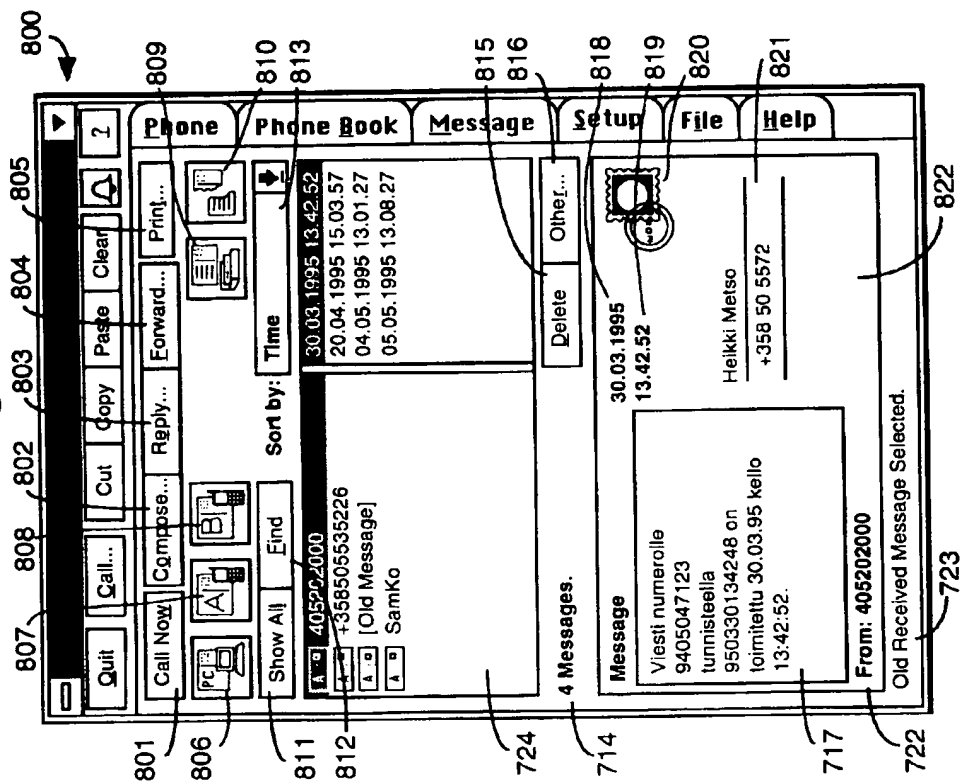 800
Quit
Call...
Cut
Copy
Paste
Clear
?
801
Call Now
Compose...
Reply...
Forward...
Print...
802
803
804
805
806
807
808
809
810
PC
A
B
811
Show All
Find
812
Sort by:
Time
813
Phone
Phone Book
Message
Setup
File
Help
A 405202000
A +358505535226
A [Old Message]
A SamKo
30.03.1995 13.42.52
20.04.1995 15.03.57
04.05.1995 13.01.27
05.05.1995 13.08.27
724
714
4 Messages.
Delete
Other...
815
816
Message
Viesti numerolle
9405047123
tunnisteella
950330134248 on
toimitettu 30.03.95 kello
13:42:52.
30.03.1995
13.42.52
818
819
820
Heikki Metso
+358 50 5572
821
822
717
722
From: 405202000
723
Old Received Message Selected.